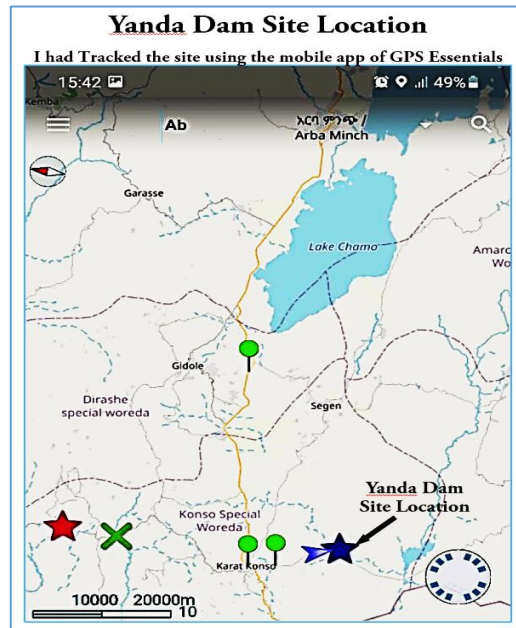 Yanda Dam Site Location
I had Tracked the site using the mobile app of GPS Essentials
15:42 49%
Kemba
Ab
አርባ ምንጭ /
Arba Minch
Garasse
Lake Chamo
Amaro
Wo
Gidole
Dirashe
special woreda
Segen
Yanda Dam
Site Location
Konso Special
Woreda
Karat Konso
10000 20000m
10